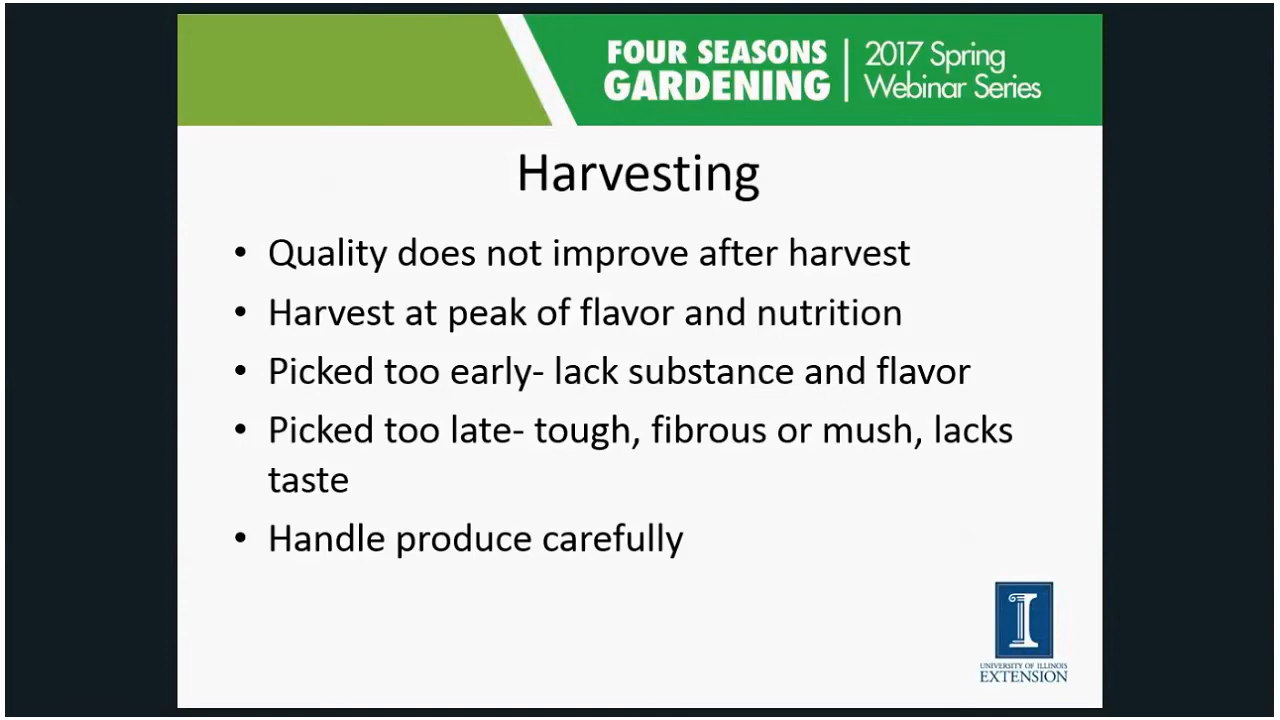 FOUR SEASONS
GARDENING
2017 Spring
Webinar Series
Harvesting
• Quality does not improve after harvest
• Harvest at peak of flavor and nutrition
• Picked too early- lack substance and flavor
• Picked too late- tough, fibrous or mush, lacks
taste
• Handle produce carefully
I
UNIVERSITY OF ILLINOIS
EXTENSION